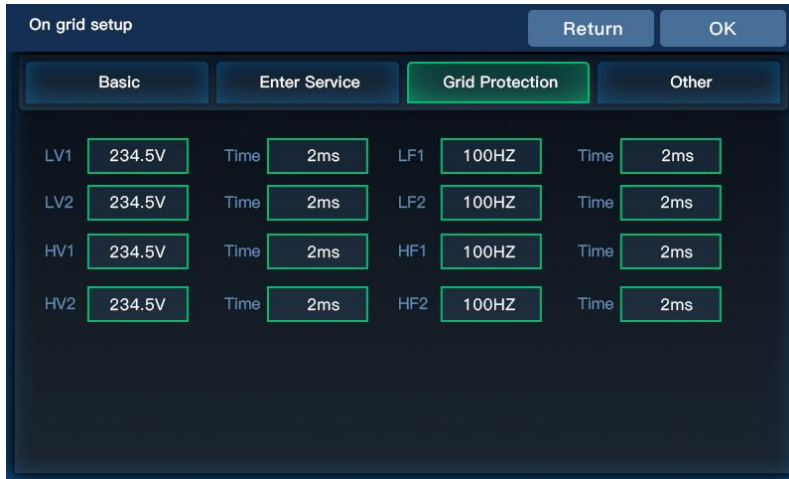 On grid setup Return OK
Basic Enter Service Grid Protection Other
LV1 234.5V Time 2ms LF1 100HZ Time 2ms
LV2 234.5V Time 2ms LF2 100HZ Time 2ms
HV1 234.5V Time 2ms HF1 100HZ Time 2ms
HV2 234.5V Time 2ms HF2 100HZ Time 2ms